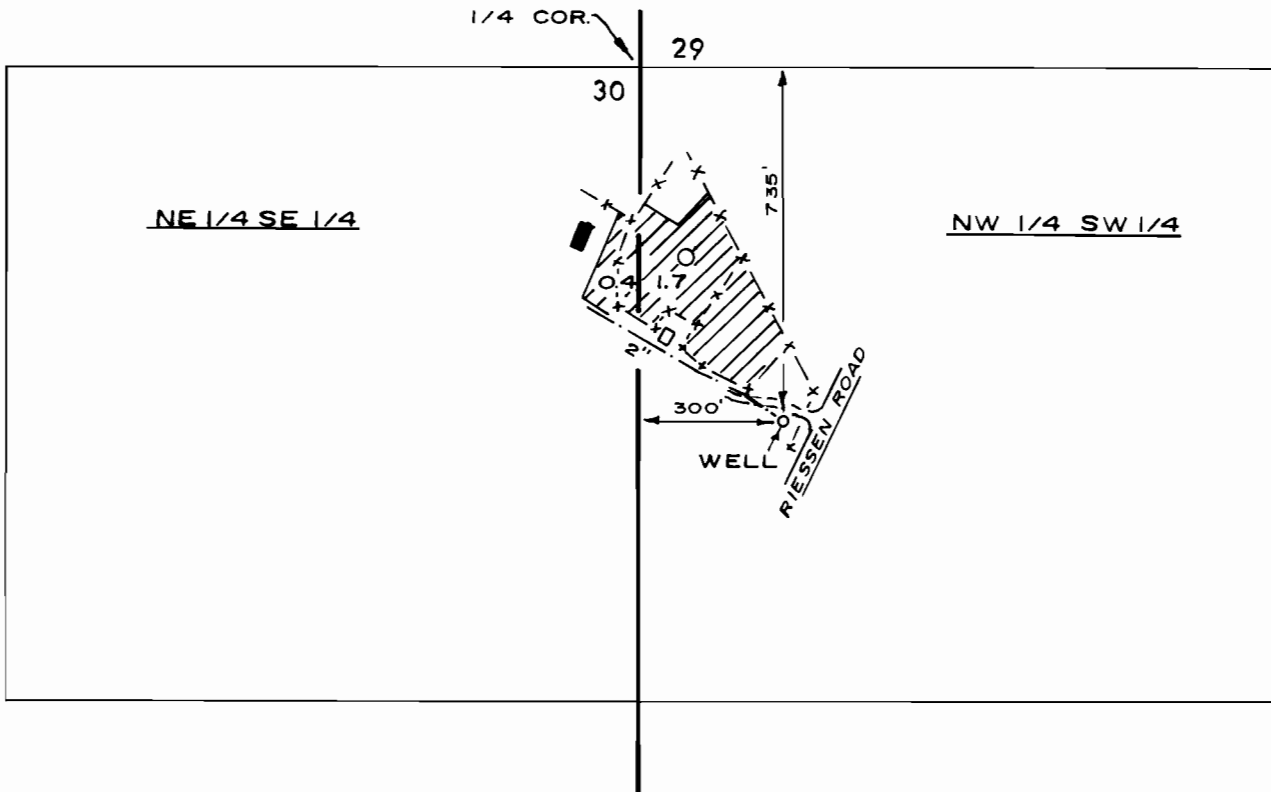 1/4 COR.
29
30
735'
NE 1/4 SE 1/4
NW 1/4 SW 1/4
0.4
1.7
2"
300'
WELL
RIESSEN ROAD